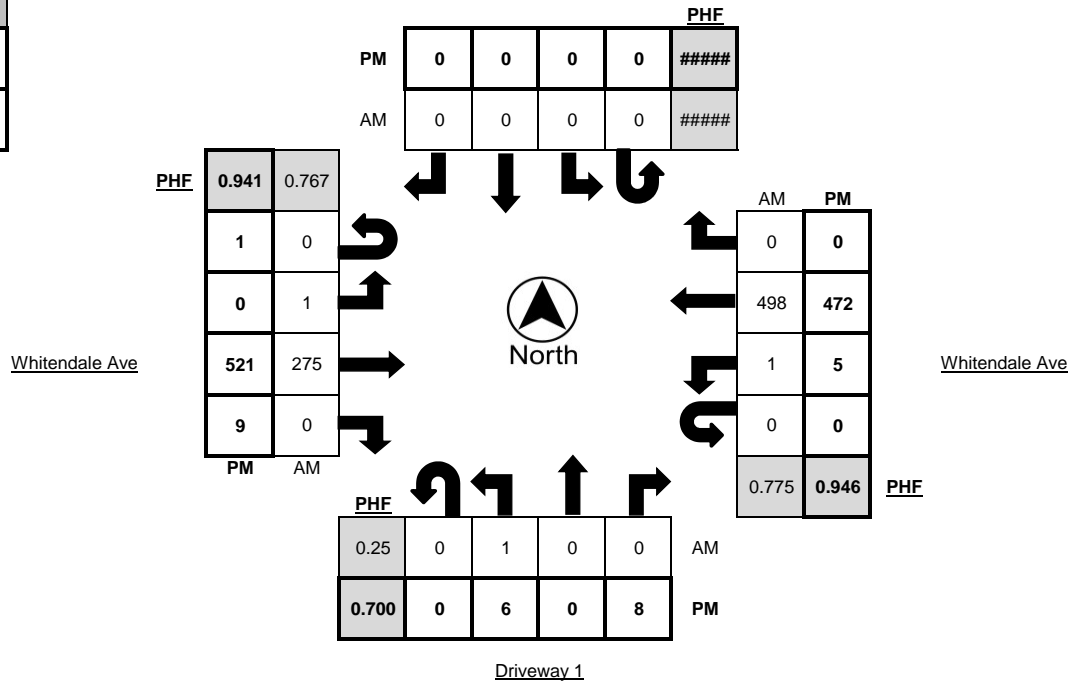 PHF
PM 0 0 0 0 #####
AM 0 0 0 0 #####
PHF 0.941 0.767
AM PM
1 0
0 0
0 1
498 472
North
Whitendale Ave 521 275
1 5 Whitendale Ave
9 0
0 0
PM AM
0.775 0.946 PHF
PHF
0.25 0 1 0 0 AM
0.700 0 6 0 8 PM
Driveway 1